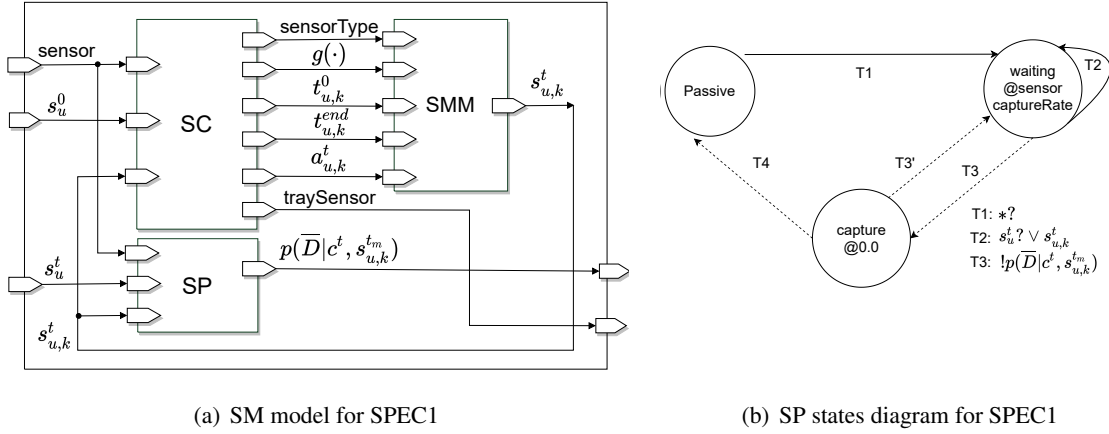 sensor
$s_u^0$
SC
sensorType
$g(\cdot)$
$t_{u,k}^0$
$t_{u,k}^{end}$
$a_{u,k}^t$
traySensor
SMM
$s_{u,k}^t$
$s_u^t$
$s_{u,k}^t$
SP
$p(\overline{D}|c^t, s_{u,k}^{t_m})$
(a) SM model for SPEC1
Passive
T1
waiting
@sensor
captureRate
T2
T3'
T3
T4
capture
@0.0
T1: *?
T2: $s_u^t? \vee s_{u,k}^t$
T3: $!p(\overline{D}|c^t, s_{u,k}^{t_m})$
(b) SP states diagram for SPEC1